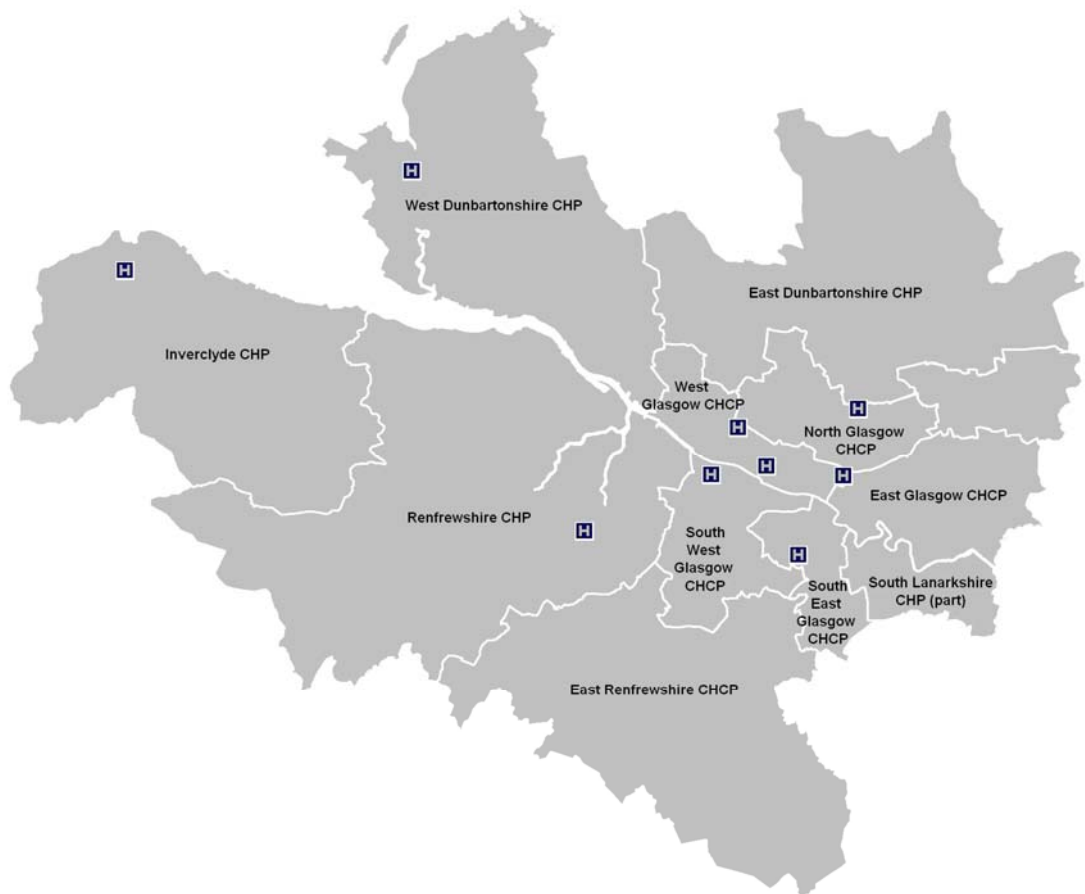 H
West Dunbartonshire CHP
H
East Dunbartonshire CHP
Inverclyde CHP
West
Glasgow CHCP
H
H
North Glasgow
CHCP
H
H
H
East Glasgow CHCP
Renfrewshire CHP
H
South
West
Glasgow
CHCP
H
South
East
Glasgow
CHCP
South Lanarkshire
CHP (part)
East Renfrewshire CHCP